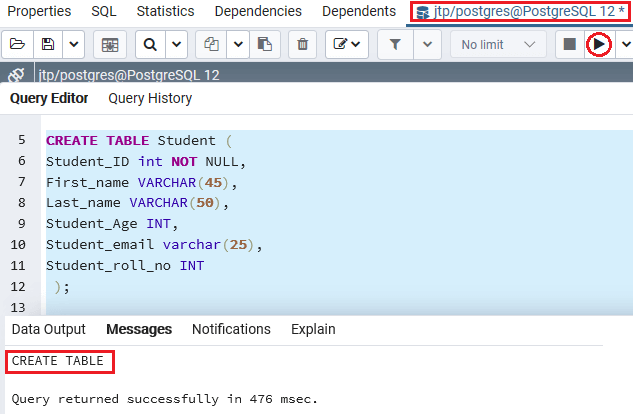 Properties SQL Statistics Dependencies Dependents jtp/postgres@PostgreSQL 12 *
No limit
jtp/postgres@PostgreSQL 12
Query Editor Query History
5 CREATE TABLE Student (
6 Student_ID int NOT NULL,
7 First_name VARCHAR(45),
8 Last_name VARCHAR(50),
9 Student_Age INT,
10 Student_email varchar(25),
11 Student_roll_no INT
12 );
13
Data Output Messages Notifications Explain
CREATE TABLE
Query returned successfully in 476 msec.